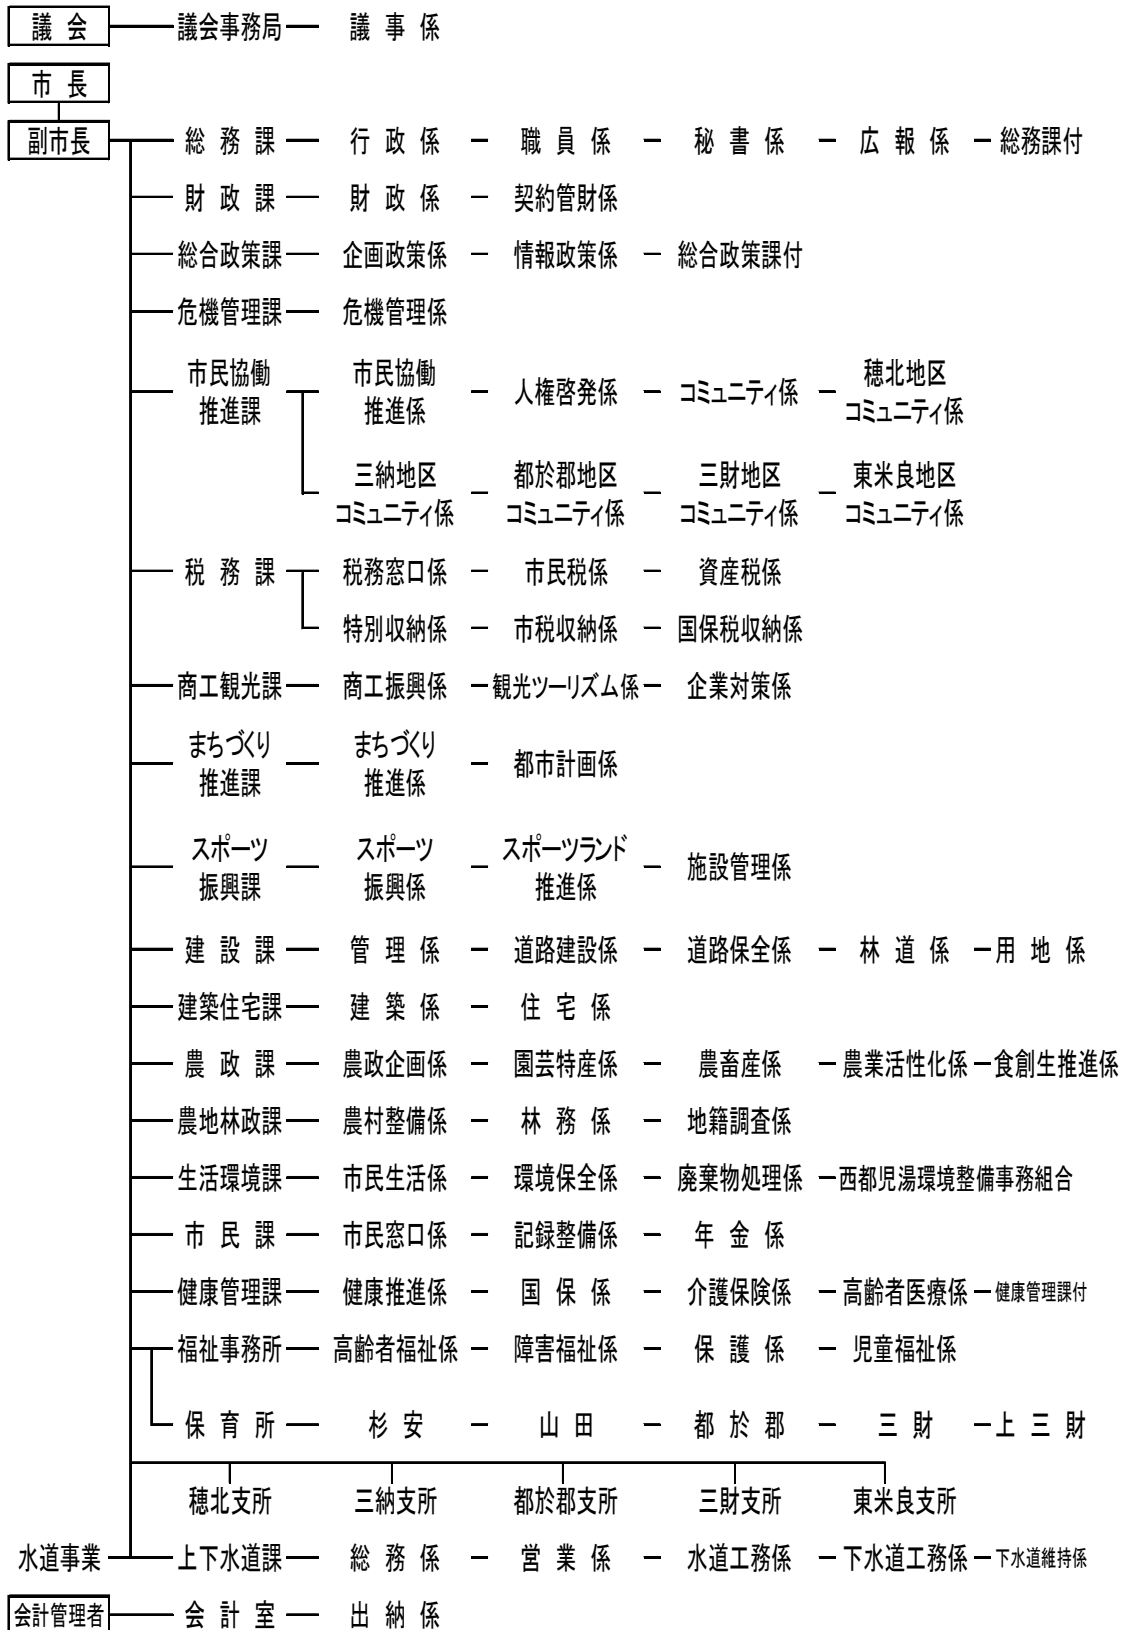 議会 議会事務局 議事係
市長
副市長 総務課 行政係 職員係 秘書係 広報係 総務課付
財政課 財政係 契約管財係
総合政策課 企画政策係 情報政策係 総合政策課付
危機管理課 危機管理係
市民協働 市民協働 人権啓発係 コミュニティ係 穂北地区
推進課 推進係 コミュニティ係
三納地区 都於郡地区 三財地区 東米良地区
コミュニティ係 コミュニティ係 コミュニティ係 コミュニティ係
税務課 税務窓口係 市民税係 資産税係
特別収納係 市税収納係 国保税収納係
商工観光課 商工振興係 観光ツーリズム係 企業対策係
まちづくり まちづくり 都市計画係
推進課 推進係
スポーツ スポーツ スポーツランド 施設管理係
振興課 振興係 推進係
建設課 管理係 道路建設係 道路保全係 林道係 用地係
建築住宅課 建築係 住宅係
農政課 農政企画係 園芸特産係 農畜産係 農業活性化係 食創生推進係
農地林政課 農村整備係 林務係 地籍調査係
生活環境課 市民生活係 環境保全係 廃棄物処理係 西都児湯環境整備事務組合
市民課 市民窓口係 記録整備係 年金係
健康管理課 健康推進係 国保係 介護保険係 高齢者医療係 健康管理課付
福祉事務所 高齢者福祉係 障害福祉係 保護係 児童福祉係
保育所 杉安 山田 都於郡 三財 上三財
穂北支所 三納支所 都於郡支所 三財支所 東米良支所
水道事業 上下水道課 総務係 営業係 水道工務係 下水道工務係 下水道維持係
会計管理者 会計室 出納係